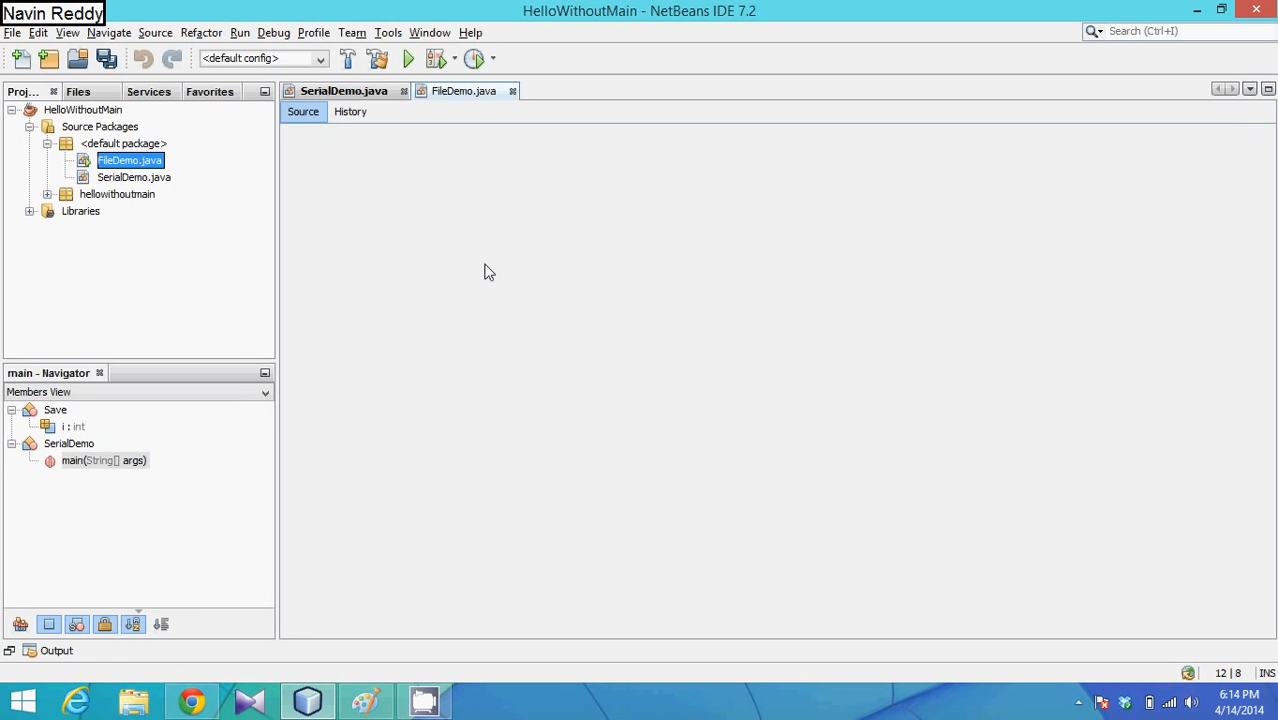 Navin Reddy
HelloWithoutMain - NetBeans IDE 7.2
File Edit View Navigate Source Refactor Run Debug Profile Team Tools Window Help
Search (Ctrl+I)
<default config>
Proj... Files Services Favorites
SerialDemo.java FileDemo.java
Source History
HelloWithoutMain
Source Packages
<default package>
FileDemo.java
SerialDemo.java
hellowithoutmain
Libraries
main - Navigator
Members View
Save
i : int
SerialDemo
main(String[] args)
Output
12 | 8 INS
6:14 PM
4/14/2014